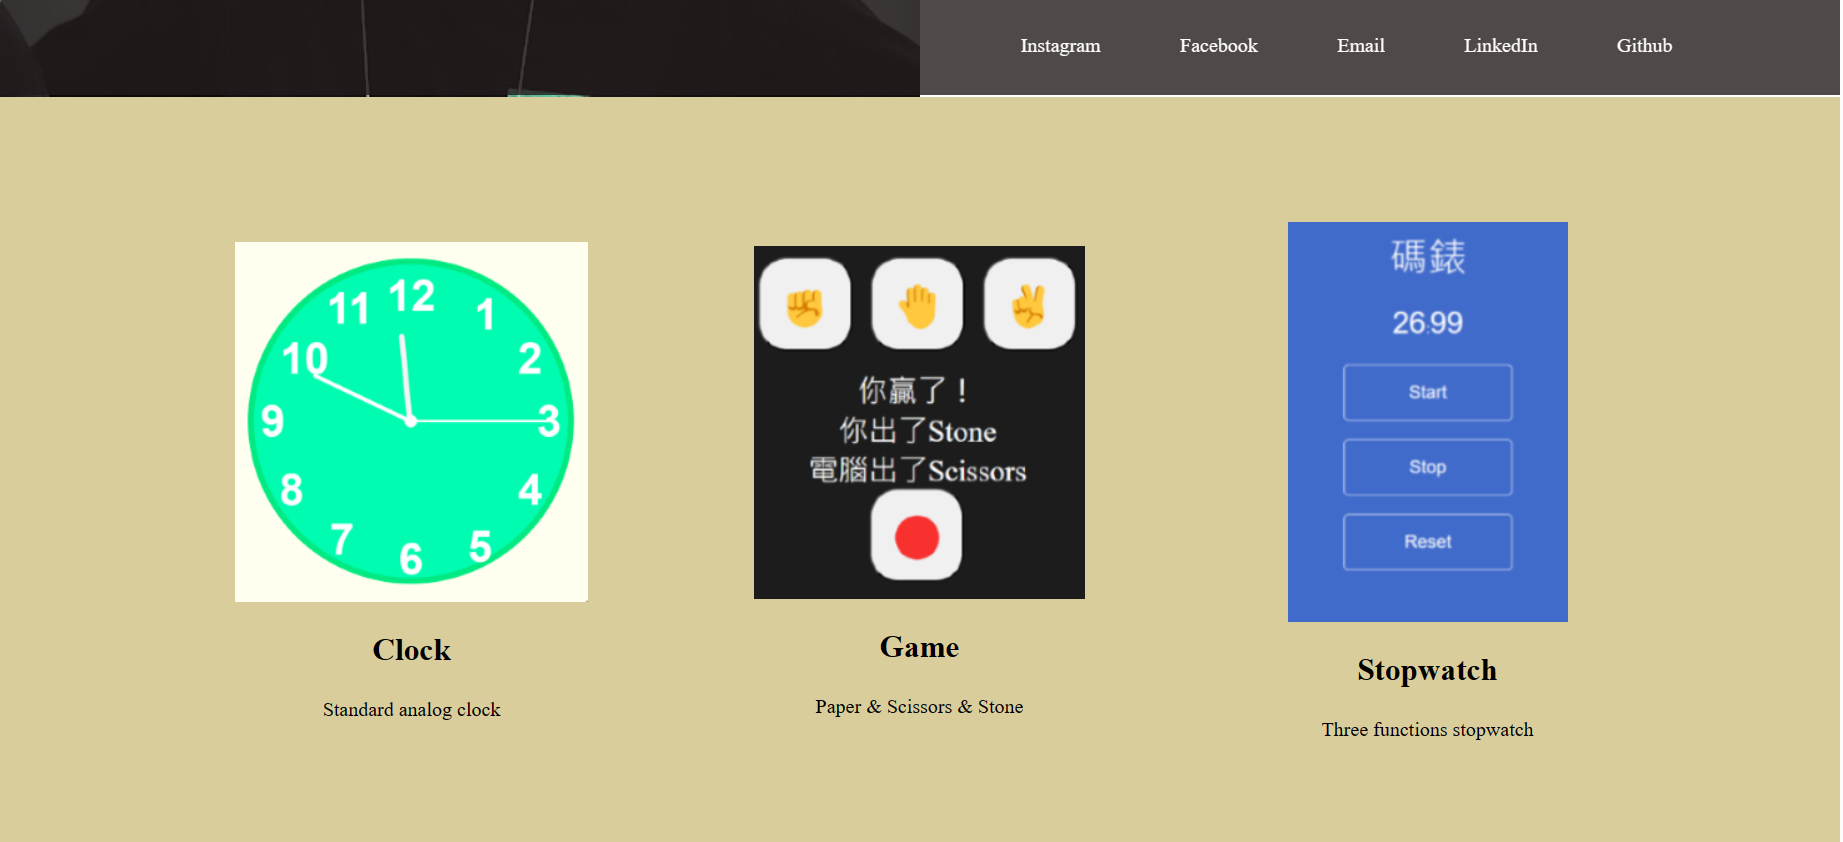 Instagram Facebook Email LinkedIn Github
12
11 1
10 2
9 3
8 4
7 5
6
Clock
Standard analog clock
你贏了！
你出了Stone
電腦出了Scissors
Game
Paper & Scissors & Stone
碼錶
26:99
Start
Stop
Reset
Stopwatch
Three functions stopwatch